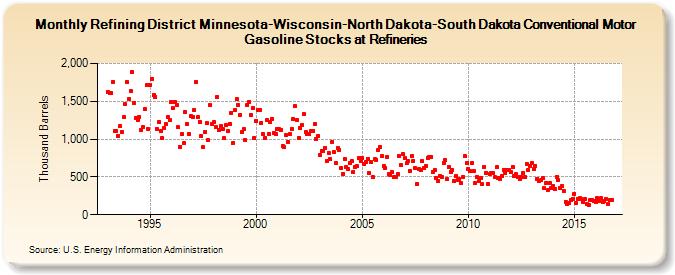 Monthly Refining District Minnesota-Wisconsin-North Dakota-South Dakota Conventional Motor
Gasoline Stocks at Refineries
Thousand Barrels
2,000
1,500
1,000
500
0
1995
2000
2005
2010
2015
Source: U.S. Energy Information Administration